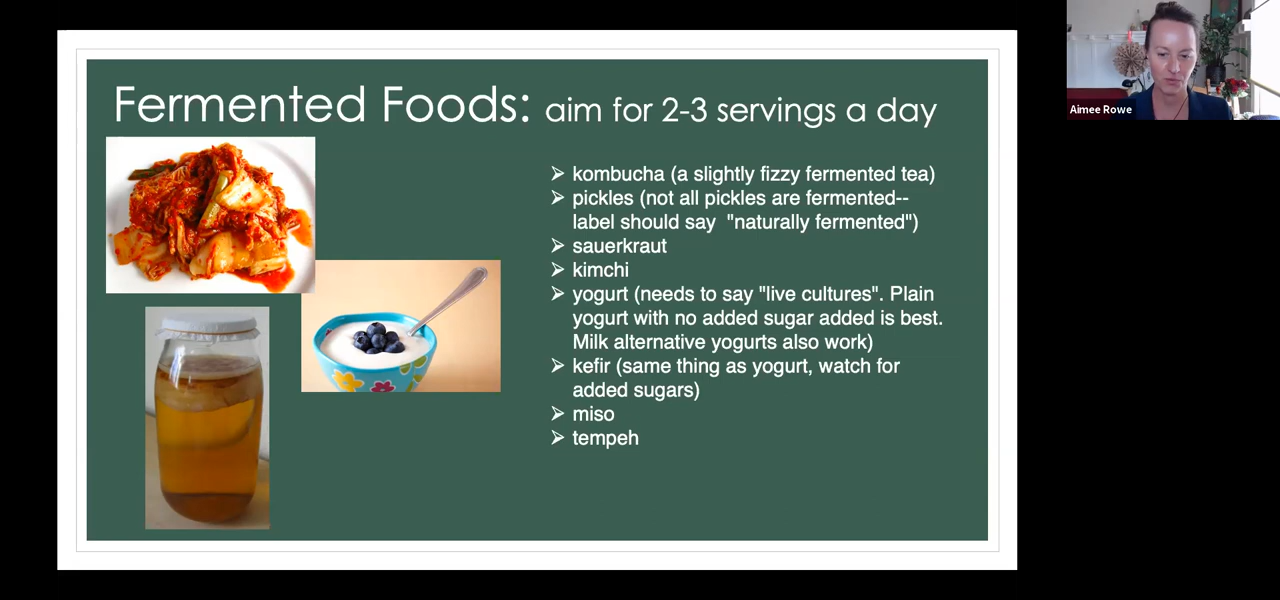 Fermented Foods: aim for 2-3 servings a day
➢ kombucha (a slightly fizzy fermented tea)
➢ pickles (not all pickles are fermented--
label should say "naturally fermented")
➢ sauerkraut
➢ kimchi
➢ yogurt (needs to say "live cultures". Plain
yogurt with no added sugar added is best.
Milk alternative yogurts also work)
➢ kefir (same thing as yogurt, watch for
added sugars)
➢ miso
➢ tempeh
Aimee Rowe